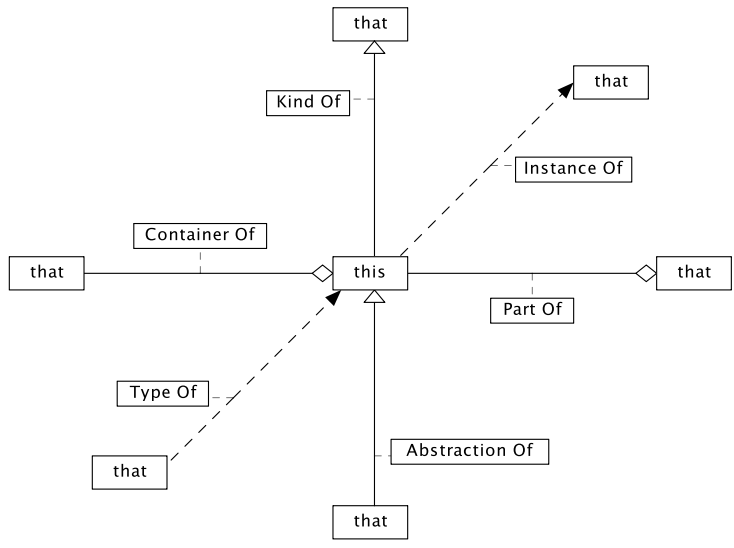 that
that
Kind Of
Instance Of
Container Of
that
this
that
Part Of
Type Of
Abstraction Of
that
that